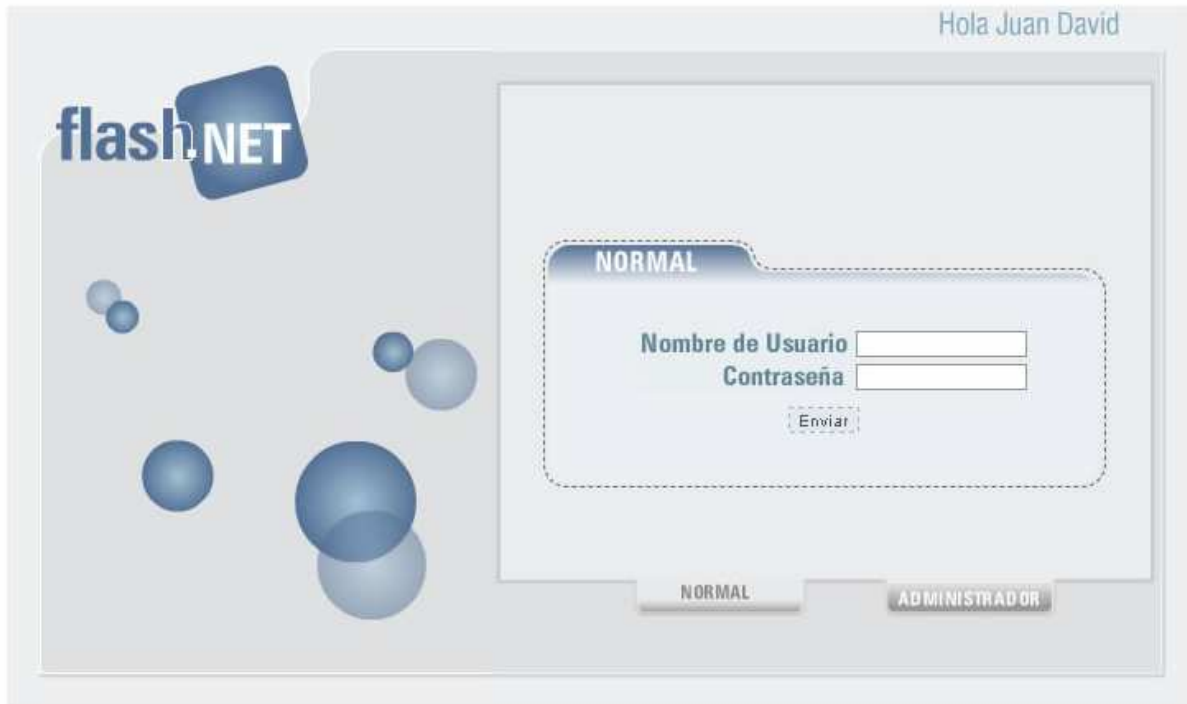 Hola Juan David
flash.NET
NORMAL
Nombre de Usuario
Contraseña
Enviar
NORMAL
ADMINISTRADOR